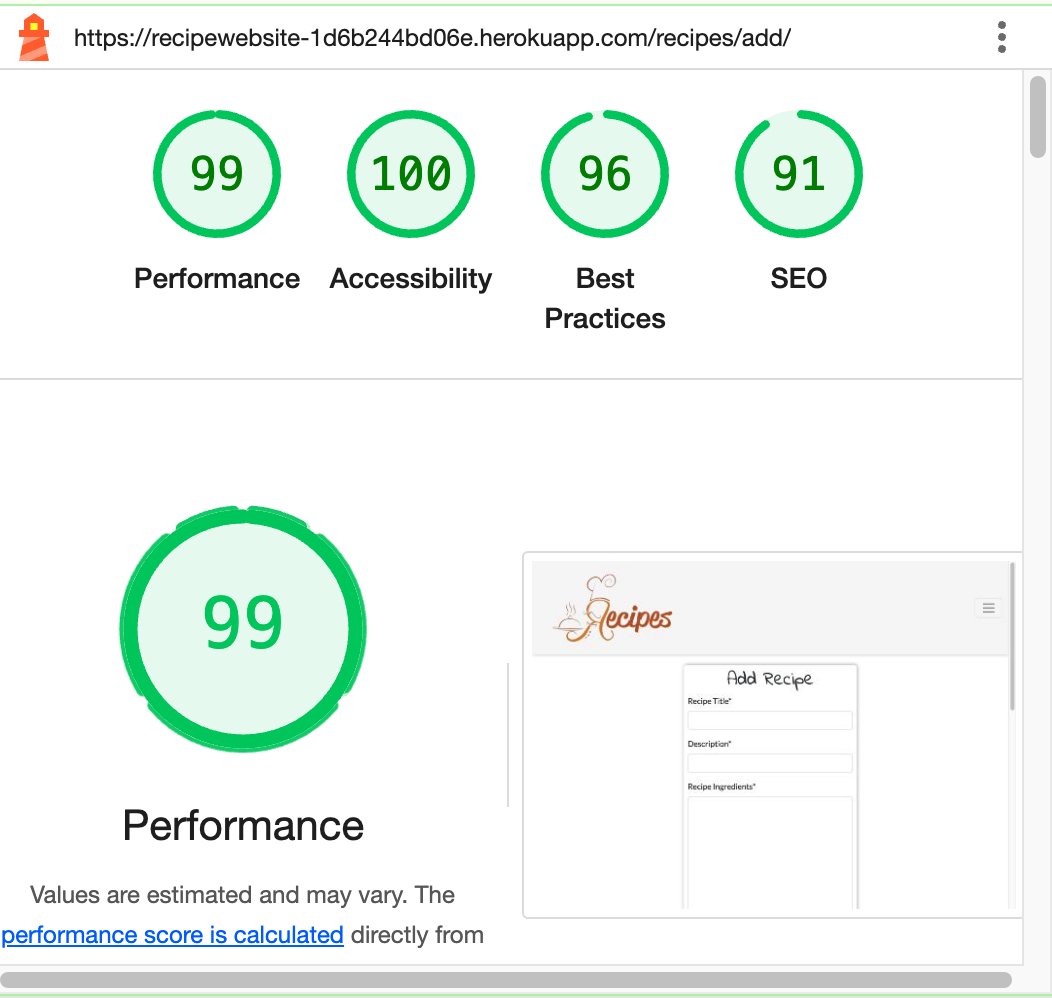 https://recipewebsite-1d6b244bd06e.herokuapp.com/recipes/add/
99
100
96
91
Performance
Accessibility
Best
Practices
SEO
99
Performance
Values are estimated and may vary. The
performance score is calculated directly from
Recipes
Add Recipe
Recipe Title*
Description*
Recipe Ingredients*